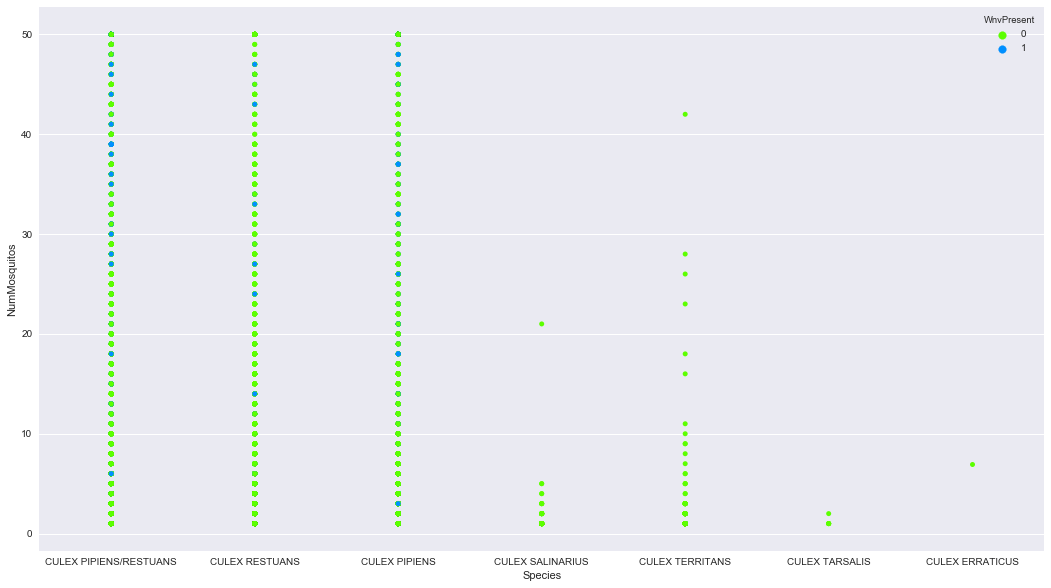 WnvPresent
0
1
50
40
30
20
10
0
NumMosquitos
CULEX PIPIENS/RESTUANS CULEX RESTUANS CULEX PIPIENS CULEX SALINARIUS CULEX TERRITANS CULEX TARSALIS CULEX ERRATICUS
Species